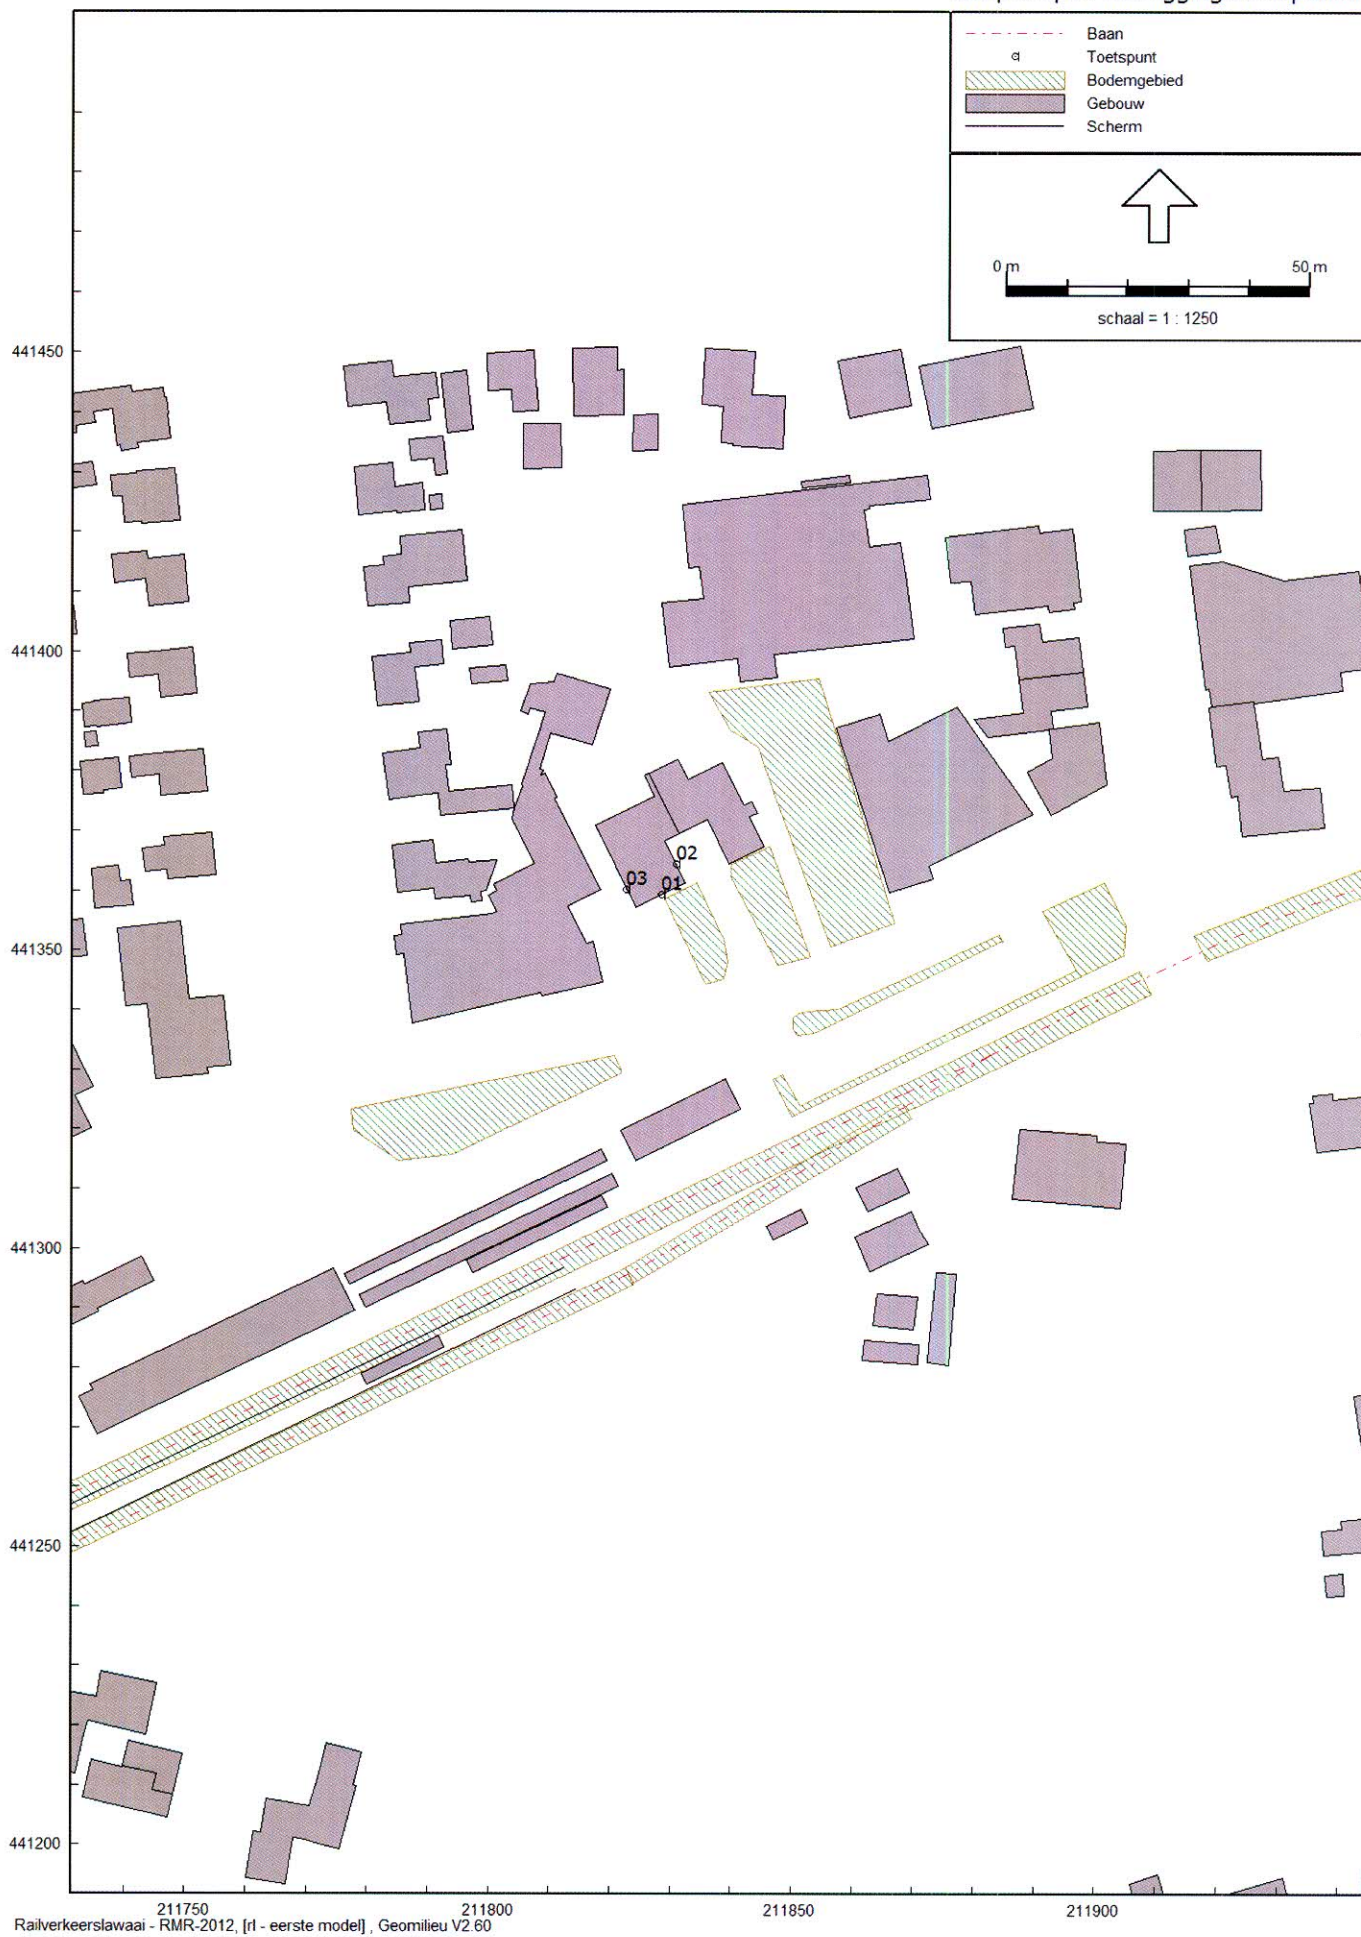 Baan
Toetspunt
Bodemgebied
Gebouw
Scherm
0 m
50 m
schaal = 1 : 1250
441450
441400
02
03
01
441350
441300
441250
441200
211750
211800
211850
211900
Railverkeerslawaai - RMR-2012, [rl - eerste model] , Geomilieu V2.60